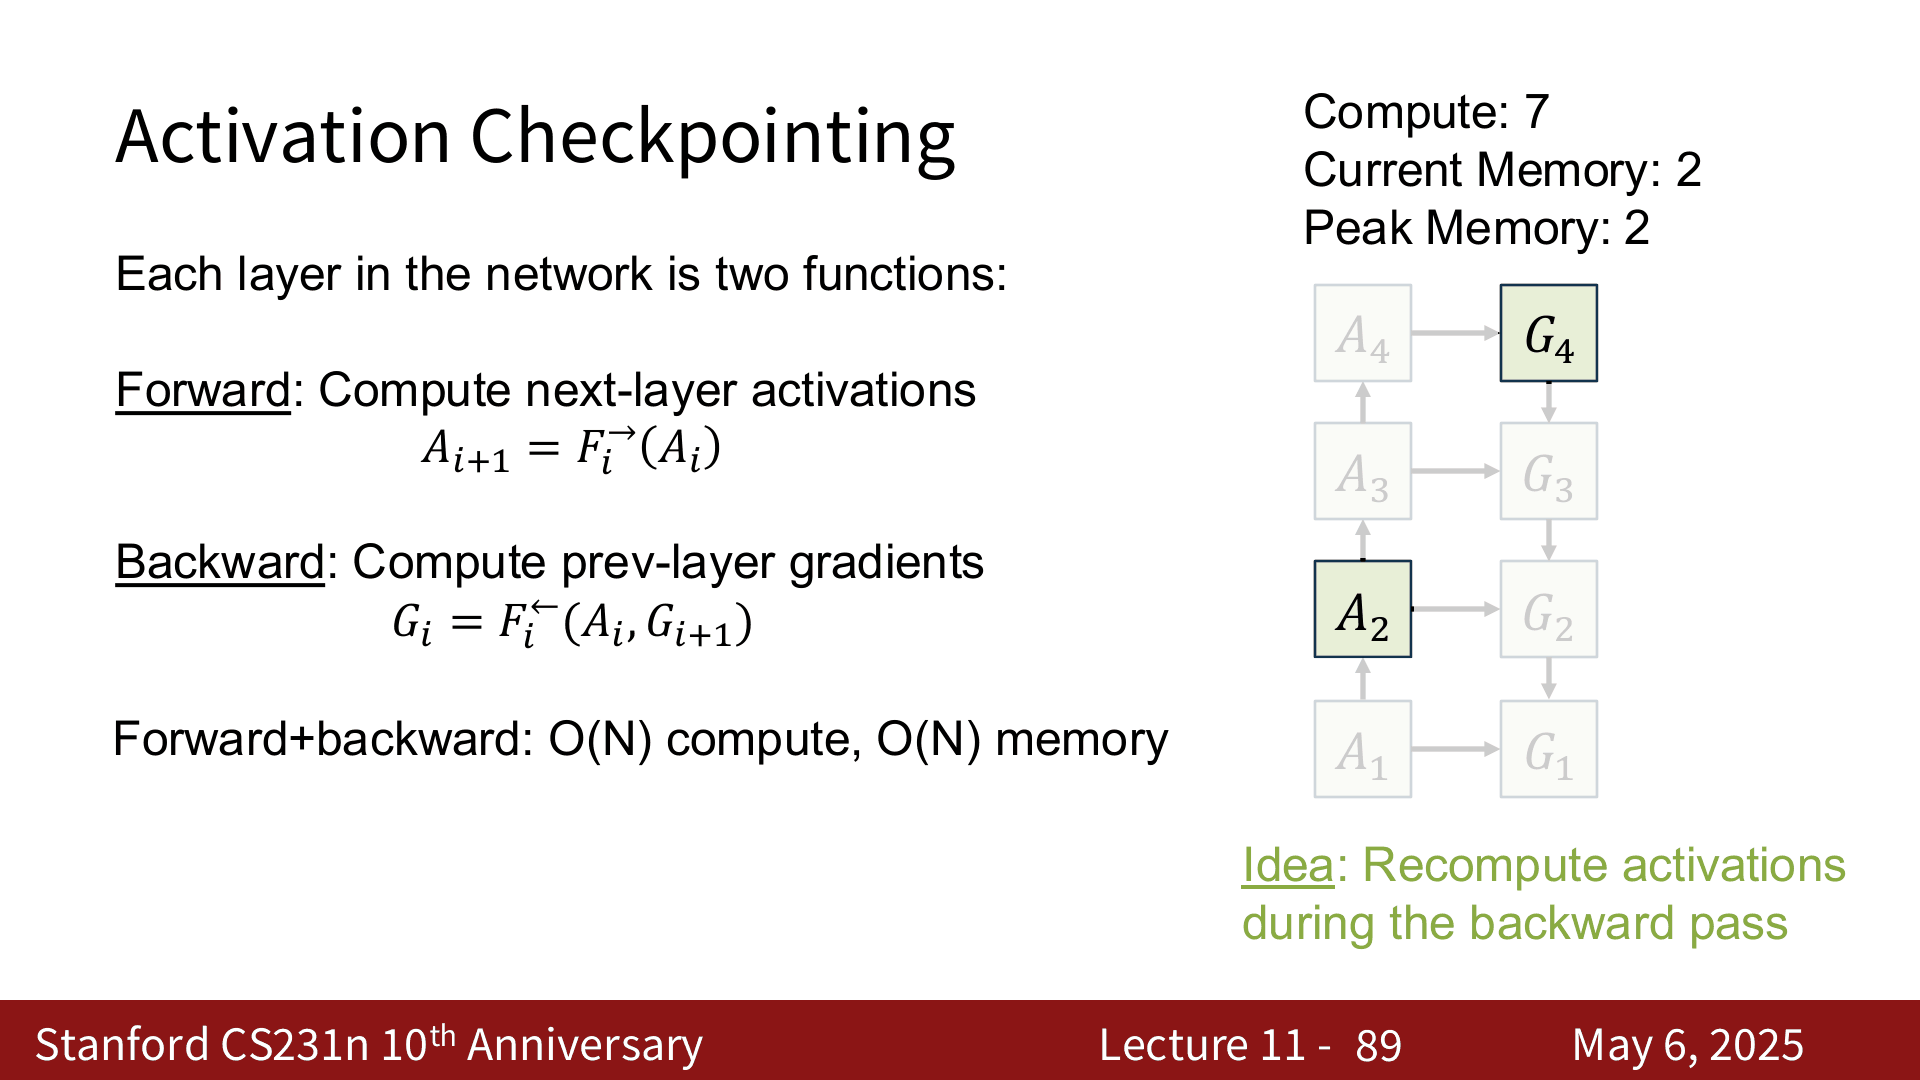 Activation Checkpointing
Compute: 7
Current Memory: 2
Peak Memory: 2
Each layer in the network is two functions:
Forward: Compute next-layer activations
A_{i+1} = F_i^→(A_i)
Backward: Compute prev-layer gradients
G_i = F_i^←(A_i, G_{i+1})
Forward+backward: O(N) compute, O(N) memory
A_4 G_4
A_3 G_3
A_2 G_2
A_1 G_1
Idea: Recompute activations
during the backward pass
Stanford CS231n 10th Anniversary Lecture 11 - 89 May 6, 2025